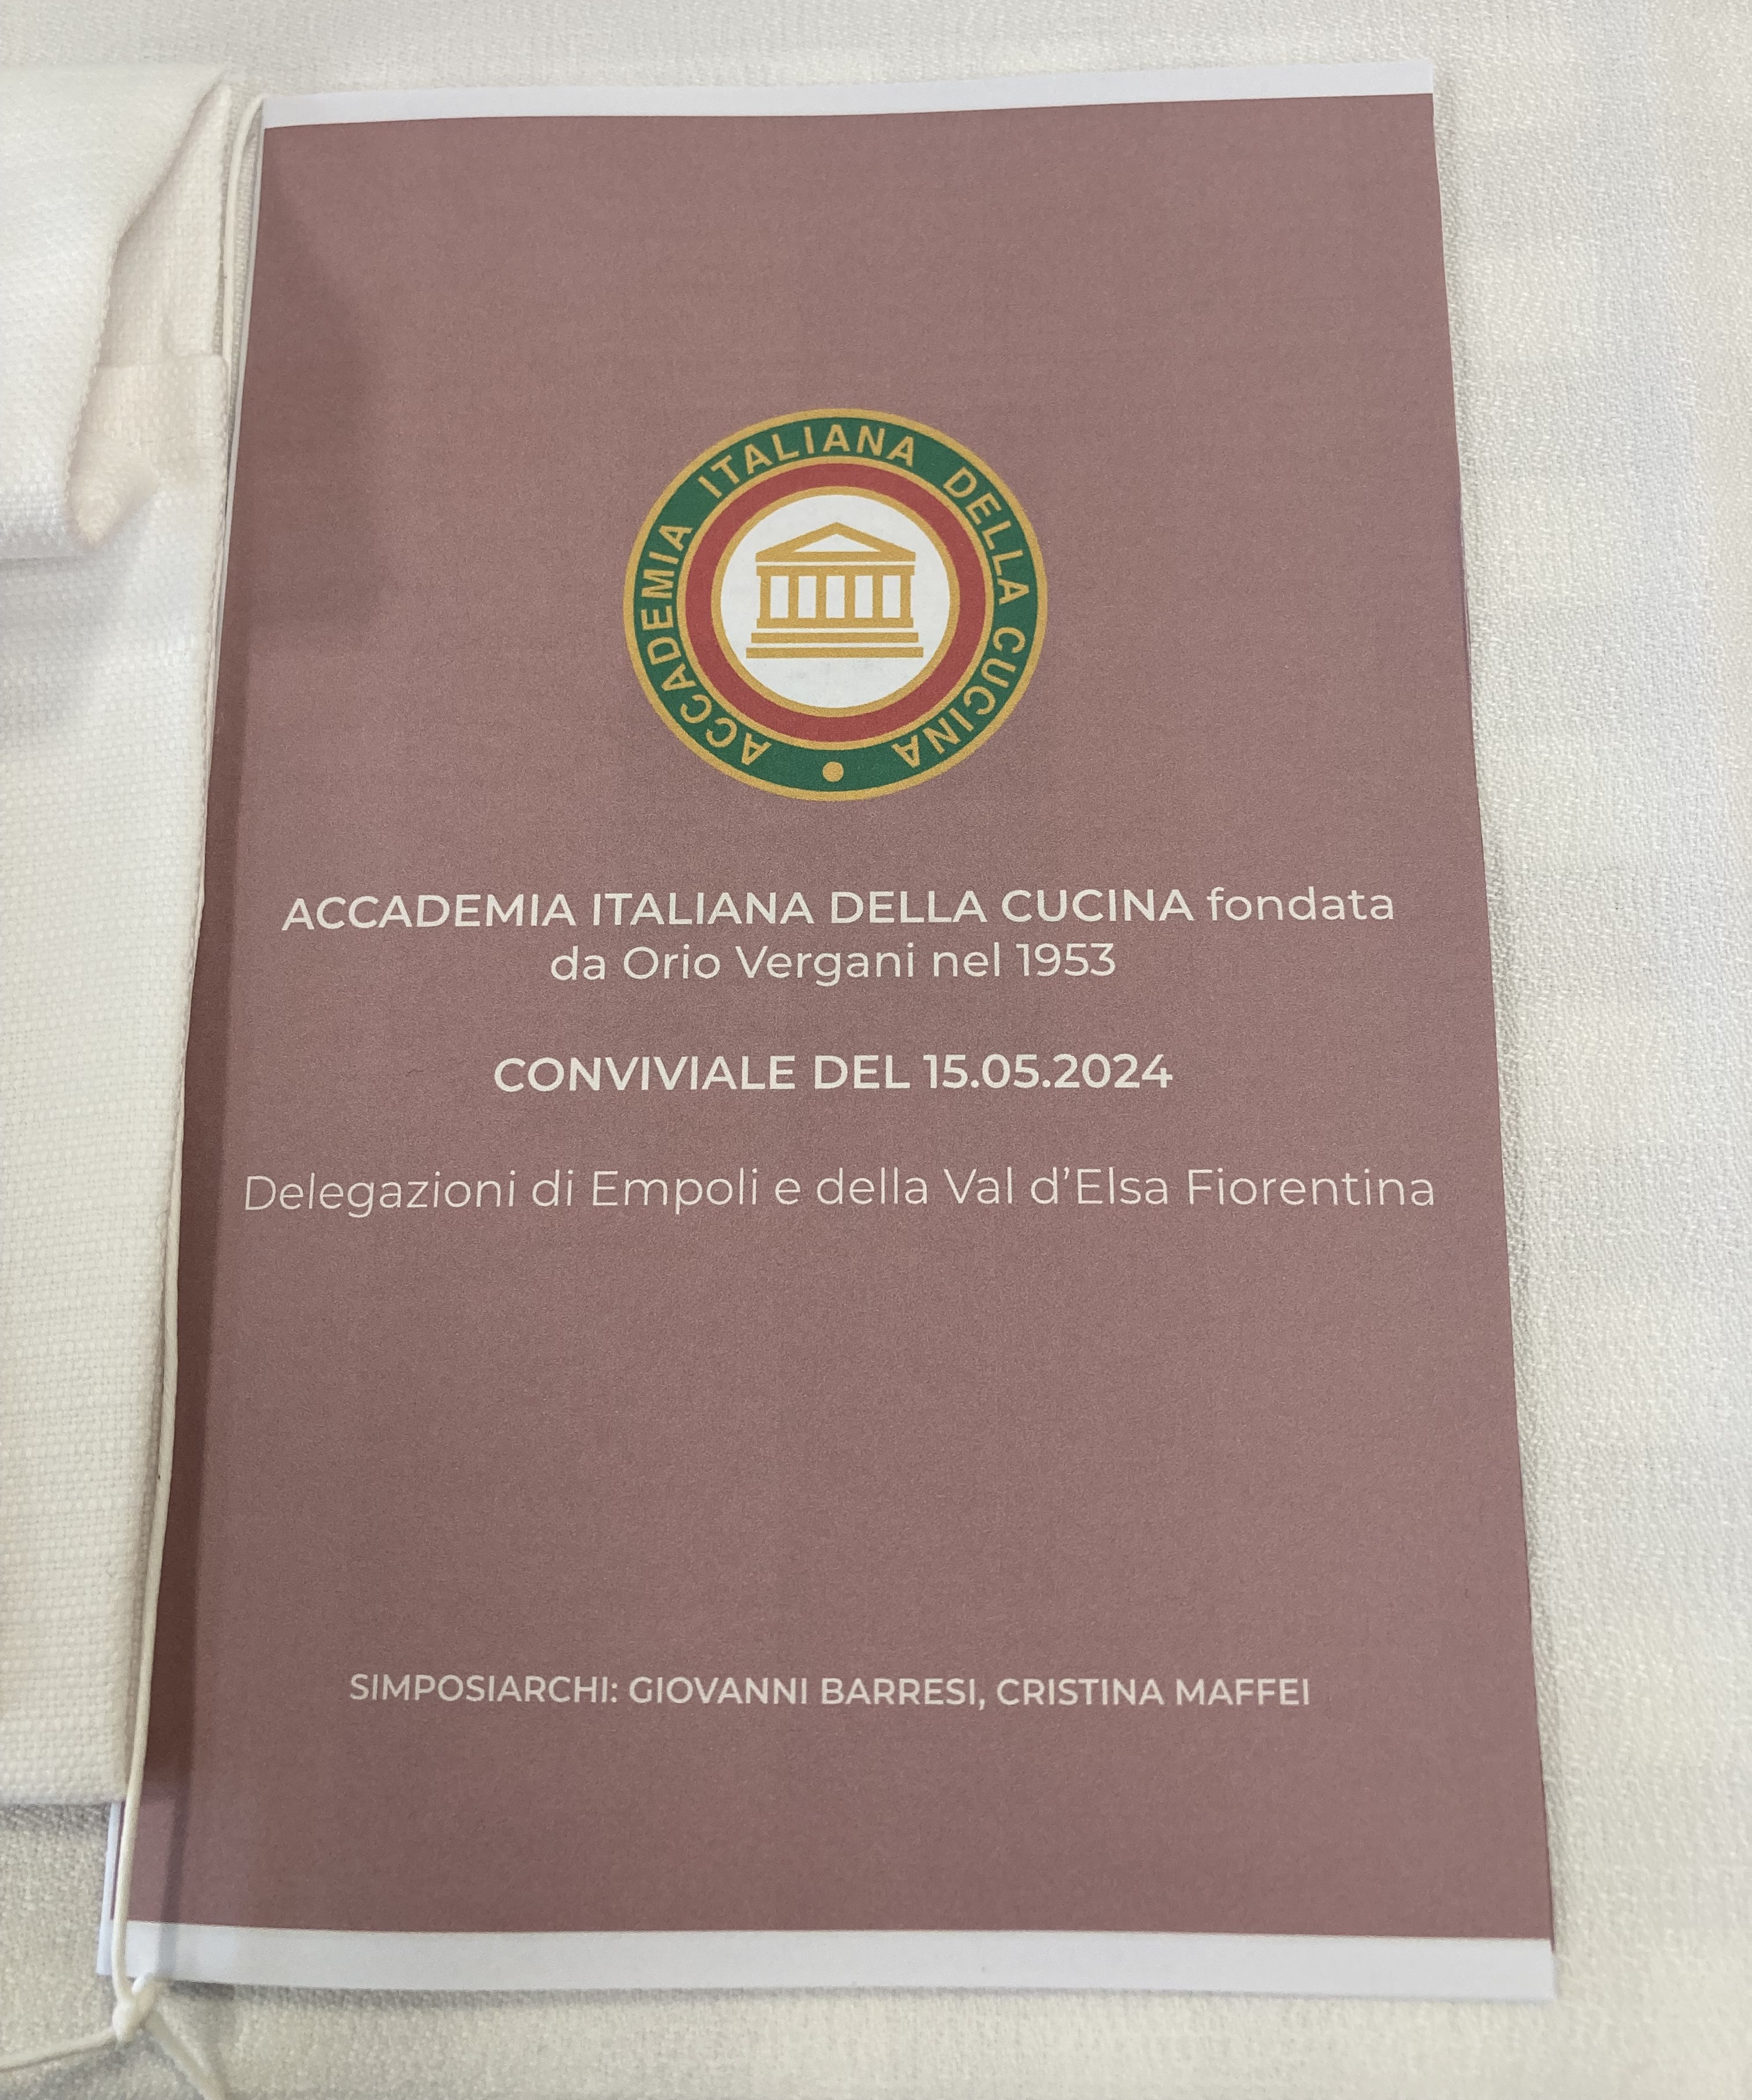 ACCADEMIA ITALIANA DELLA CUCINA
ACCADEMIA ITALIANA DELLA CUCINA fondata
da Orio Vergani nel 1953
CONVIVIALE DEL 15.05.2024
Delegazioni di Empoli e della Val d'Elsa Fiorentina
SIMPOSIARCHI: GIOVANNI BARRESI, CRISTINA MAFFEI